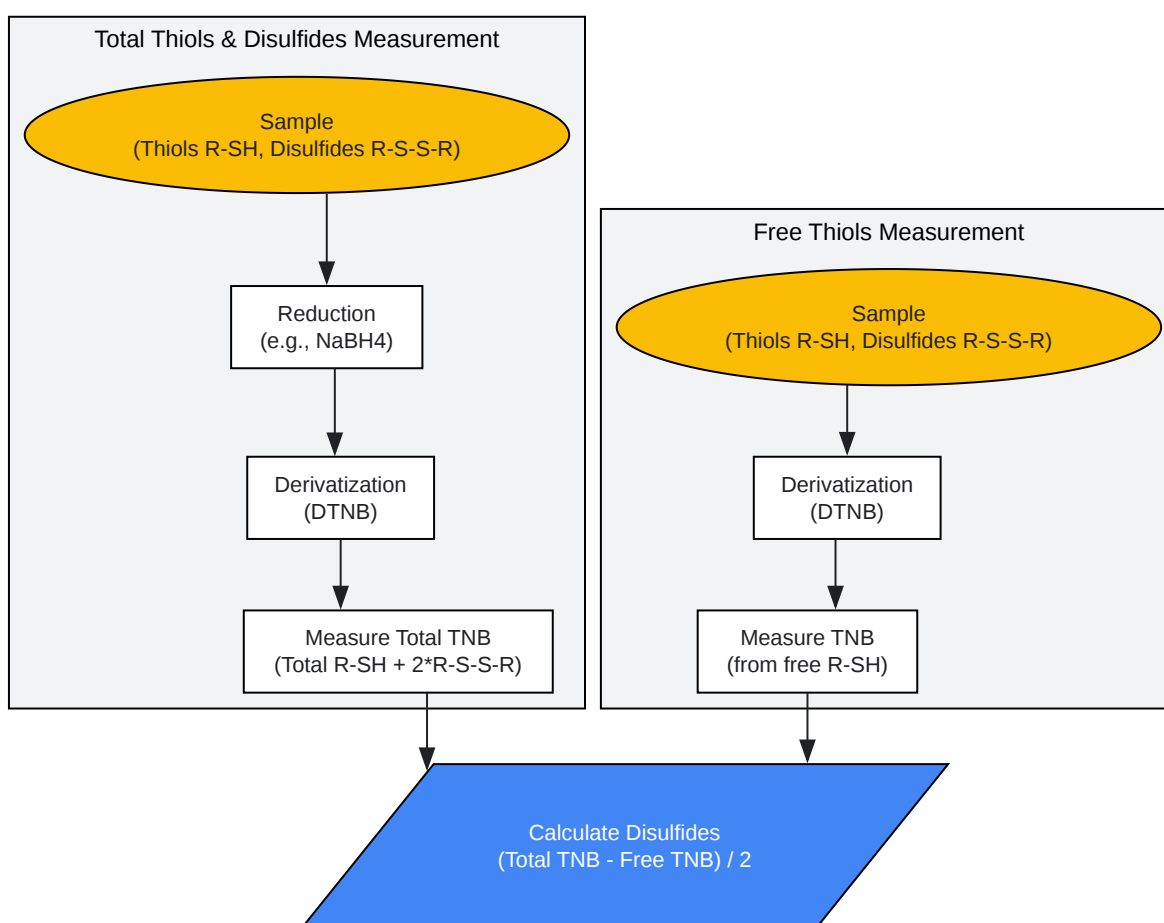 Total Thiols & Disulfides Measurement
Sample
(Thiols R-SH, Disulfides R-S-S-R)
Reduction
(e.g., NaBH4)
Derivatization
(DTNB)
Measure Total TNB
(Total R-SH + 2*R-S-S-R)
Free Thiols Measurement
Sample
(Thiols R-SH, Disulfides R-S-S-R)
Derivatization
(DTNB)
Measure TNB
(from free R-SH)
Calculate Disulfides
(Total TNB - Free TNB) / 2